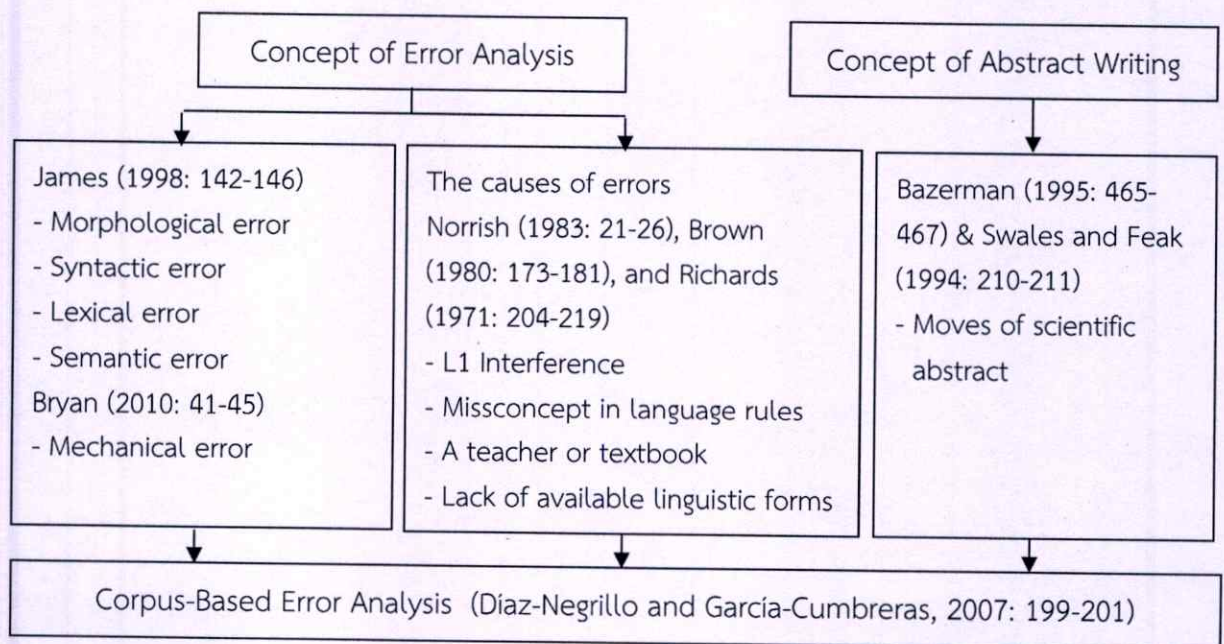 Concept of Error Analysis
Concept of Abstract Writing
James (1998: 142-146)
- Morphological error
- Syntactic error
- Lexical error
- Semantic error
Bryan (2010: 41-45)
- Mechanical error
The causes of errors
Norrish (1983: 21-26), Brown
(1980: 173-181), and Richards
(1971: 204-219)
- L1 Interference
- Missconcept in language rules
- A teacher or textbook
- Lack of available linguistic forms
Bazerman (1995: 465-
467) & Swales and Feak
(1994: 210-211)
- Moves of scientific
abstract
Corpus-Based Error Analysis (Díaz-Negrillo and García-Cumbreras, 2007: 199-201)